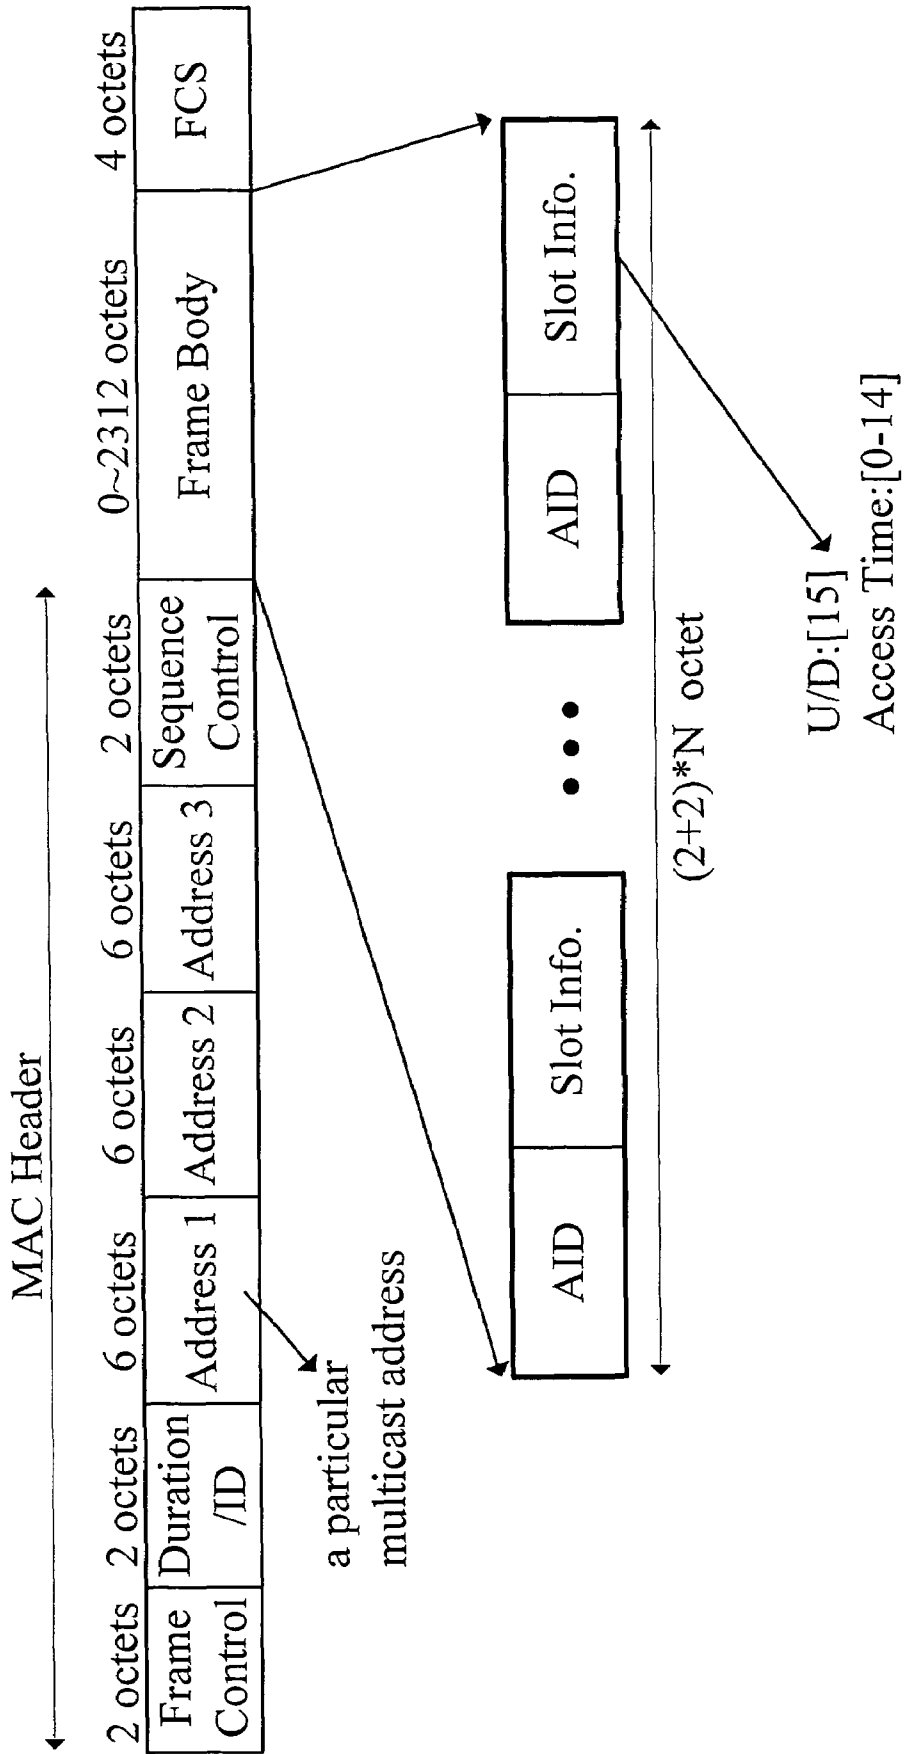 MAC Header
2 octets
2 octets
6 octets
6 octets
6 octets
2 octets
0~2312 octets
4 octets
Frame
Control
Duration
/ID
Address 1
Address 2
Address 3
Sequence
Control
Frame Body
FCS
a particular
multicast address
AID
Slot Info.
AID
Slot Info.
(2+2)*N octet
U/D:[15]
Access Time:[0-14]